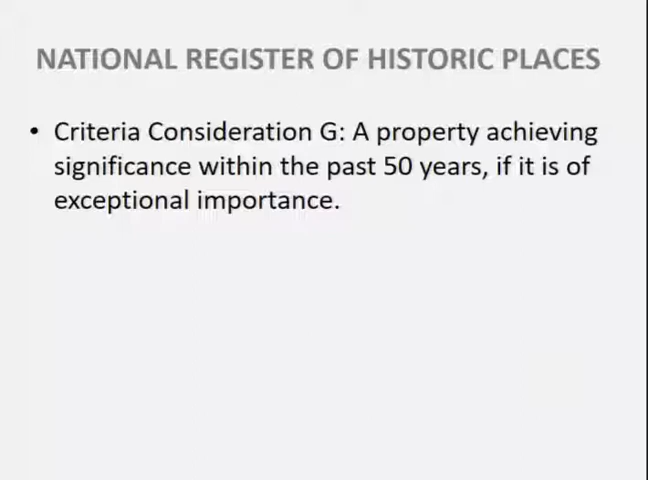 NATIONAL REGISTER OF HISTORIC PLACES
• Criteria Consideration G: A property achieving
significance within the past 50 years, if it is of
exceptional importance.